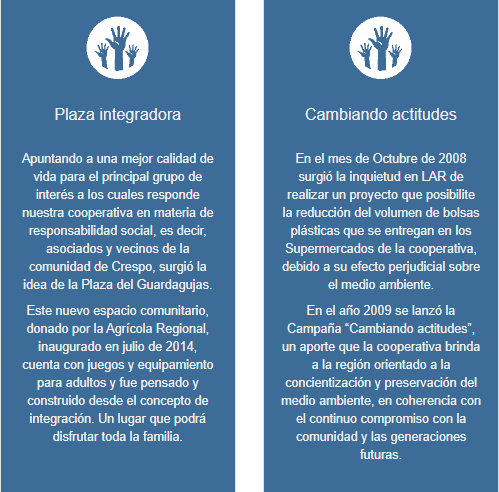 Plaza integradora
Apuntando a una mejor calidad de
vida para el principal grupo de
interés a los cuales responde
nuestra cooperativa en materia de
responsabilidad social, es decir,
asociados y vecinos de la
comunidad de Crespo, surgió la
idea de la Plaza del Guardagujas.
Este nuevo espacio comunitario,
donado por la Agrícola Regional,
inaugurado en julio de 2014,
cuenta con juegos y equipamiento
para adultos y fue pensado y
construido desde el concepto de
integración. Un lugar que podrá
disfrutar toda la familia.
Cambiando actitudes
En el mes de Octubre de 2008
surgió la inquietud en LAR de
realizar un proyecto que posibilite
la reducción del volumen de bolsas
plásticas que se entregan en los
Supermercados de la cooperativa,
debido a su efecto perjudicial sobre
el medio ambiente.
En el año 2009 se lanzó la
Campaña “Cambiando actitudes”,
un aporte que la cooperativa brinda
a la región orientado a la
concientización y preservación del
medio ambiente, en coherencia con
el continuo compromiso con la
comunidad y las generaciones
futuras.